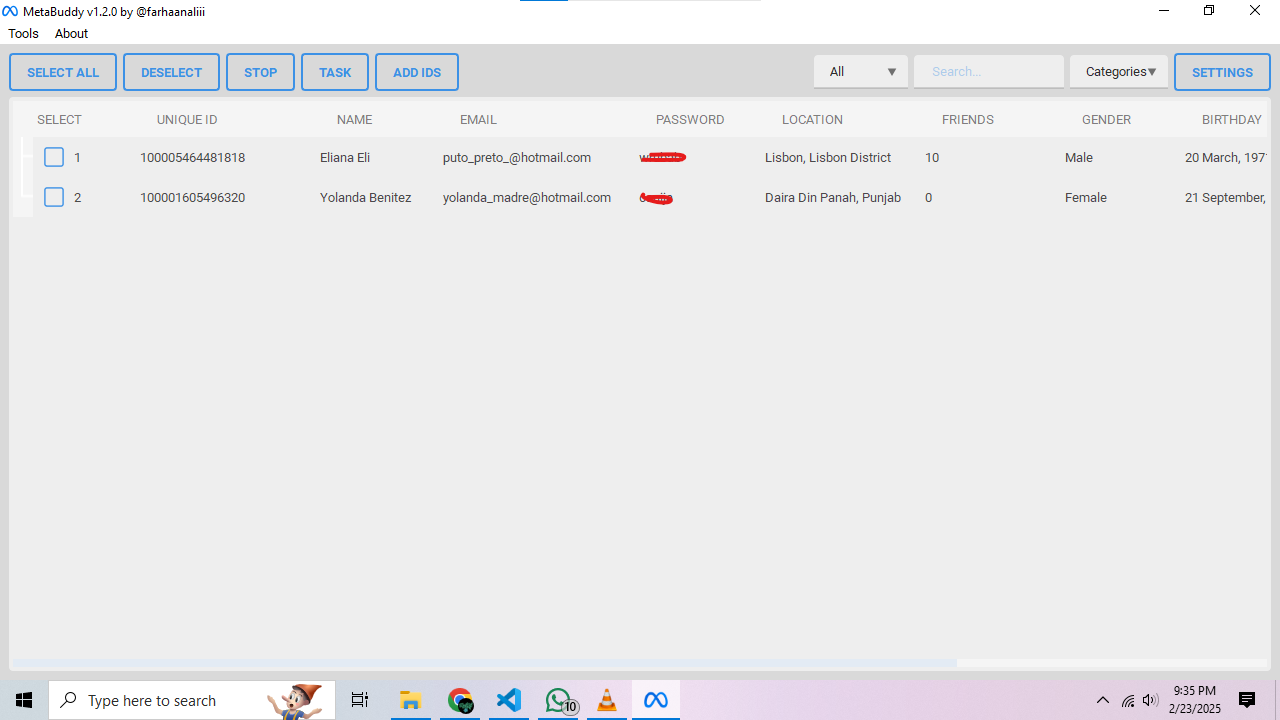 MetaBuddy v1.2.0 by @farhaanaliii
Tools About
SELECT ALL DESELECT STOP TASK ADD IDS All Search... Categories SETTINGS
SELECT UNIQUE ID NAME EMAIL PASSWORD LOCATION FRIENDS GENDER BIRTHDAY
1 100005464481818 Eliana Eli puto_preto_@hotmail.com Lisbon, Lisbon District 10 Male 20 March, 197
2 100001605496320 Yolanda Benitez yolanda_madre@hotmail.com Daira Din Panah, Punjab 0 Female 21 September,
Type here to search 10 9:35 PM
2/23/2025